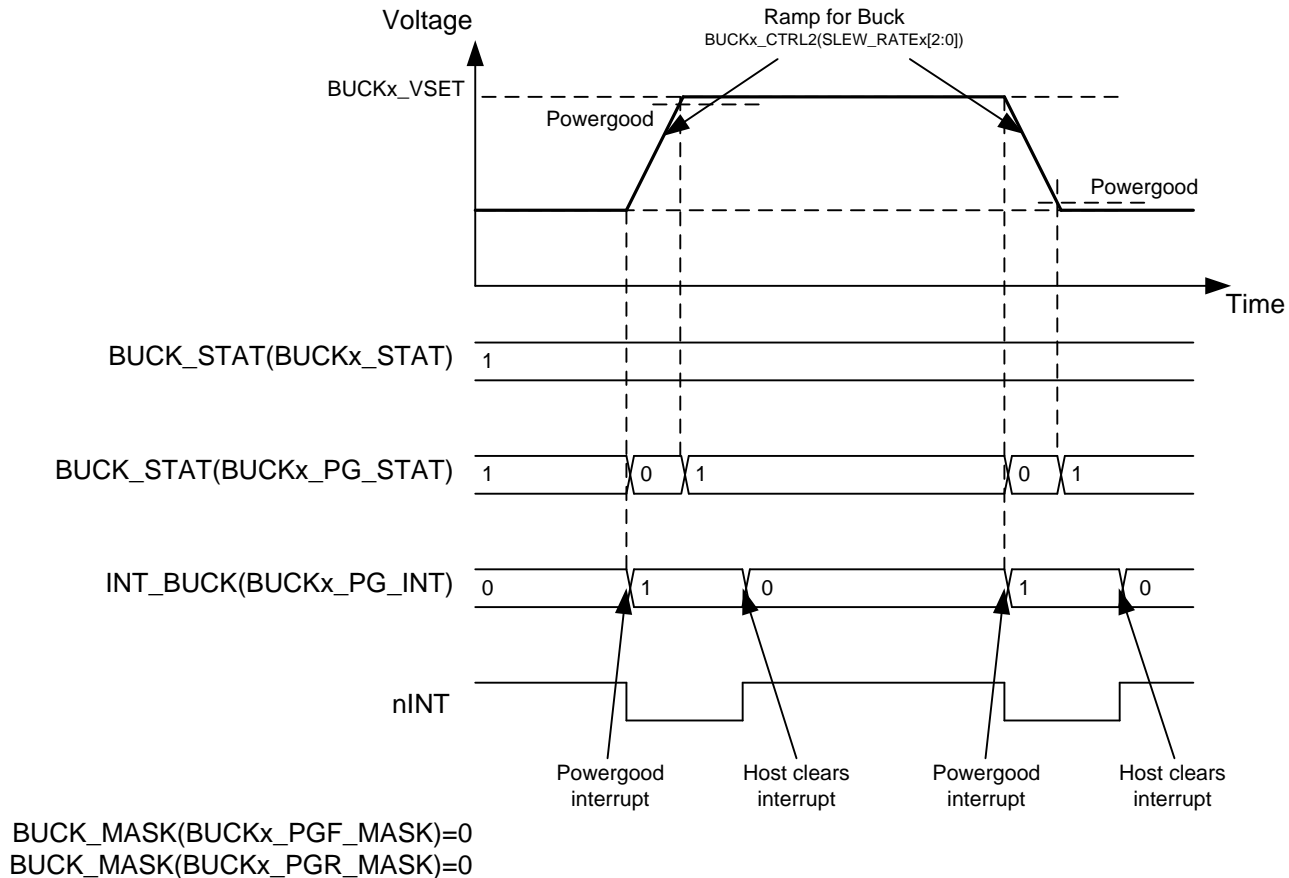 Voltage
Ramp for Buck
BUCKx_CTRL2(SLEW_RATEx[2:0])
BUCKx_VSET
Powergood
Powergood
Time
BUCK_STAT(BUCKx_STAT)
1
BUCK_STAT(BUCKx_PG_STAT)
1 0 1 0 1
INT_BUCK(BUCKx_PG_INT)
0 1 0 1 0
nINT
Powergood
interrupt
Host clears
interrupt
Powergood
interrupt
Host clears
interrupt
BUCK_MASK(BUCKx_PGF_MASK)=0
BUCK_MASK(BUCKx_PGR_MASK)=0